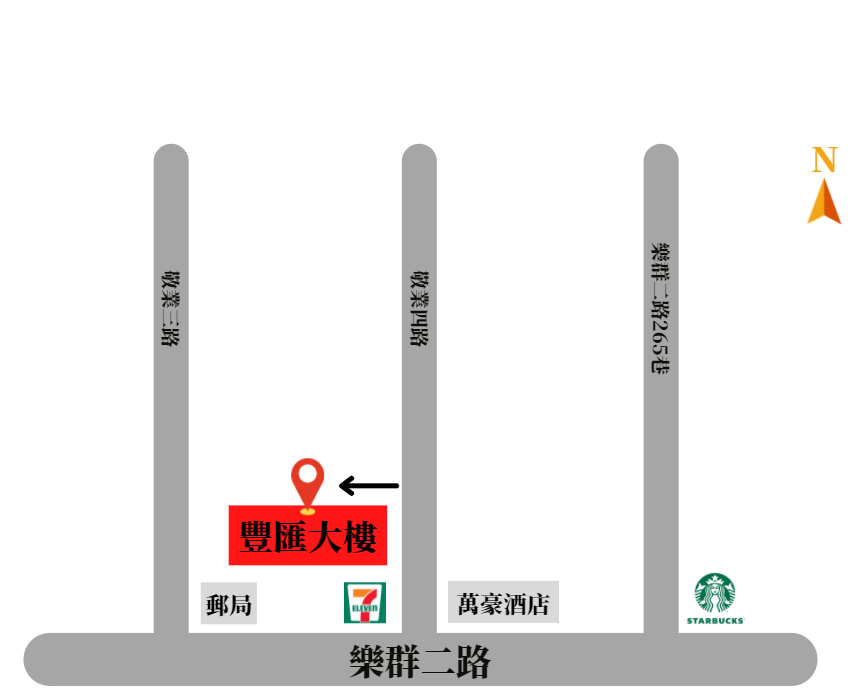 N
敬業三路
敬業四路
樂群二路265巷
豐匯大樓
郵局
7 ELEVEN
萬豪酒店
STARBUCKS
樂群二路